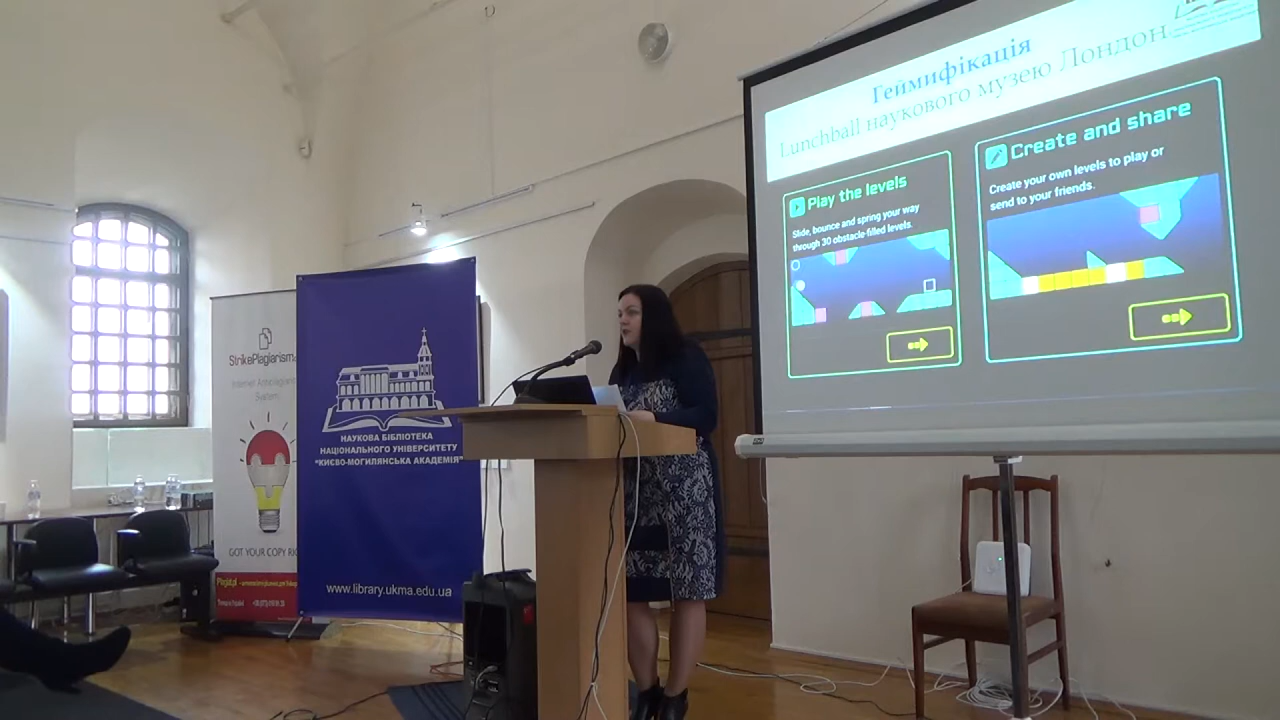 StrikePlagiarism
Internet Antiplagiarism
System
GOT YOUR COPY
Plagiat.pl
НАУКОВА БІБЛІОТЕКА
НАЦІОНАЛЬНОГО УНІВЕРСИТЕТУ
"КИЄВО-МОГИЛЯНСЬКА АКАДЕМІЯ"
www.library.ukma.edu.ua
Геймифікація
Lunchball наукового музею Лондон
Play the levels
Slide, bounce and spring your way
through 30 obstacle-filled levels.
Create and share
Create your own levels to play or
send to your friends.